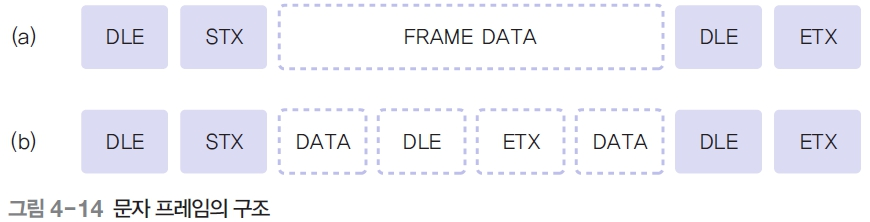 (a) DLE STX FRAME DATA DLE ETX
(b) DLE STX DATA DLE ETX DATA DLE ETX
그림 4-14 문자 프레임의 구조